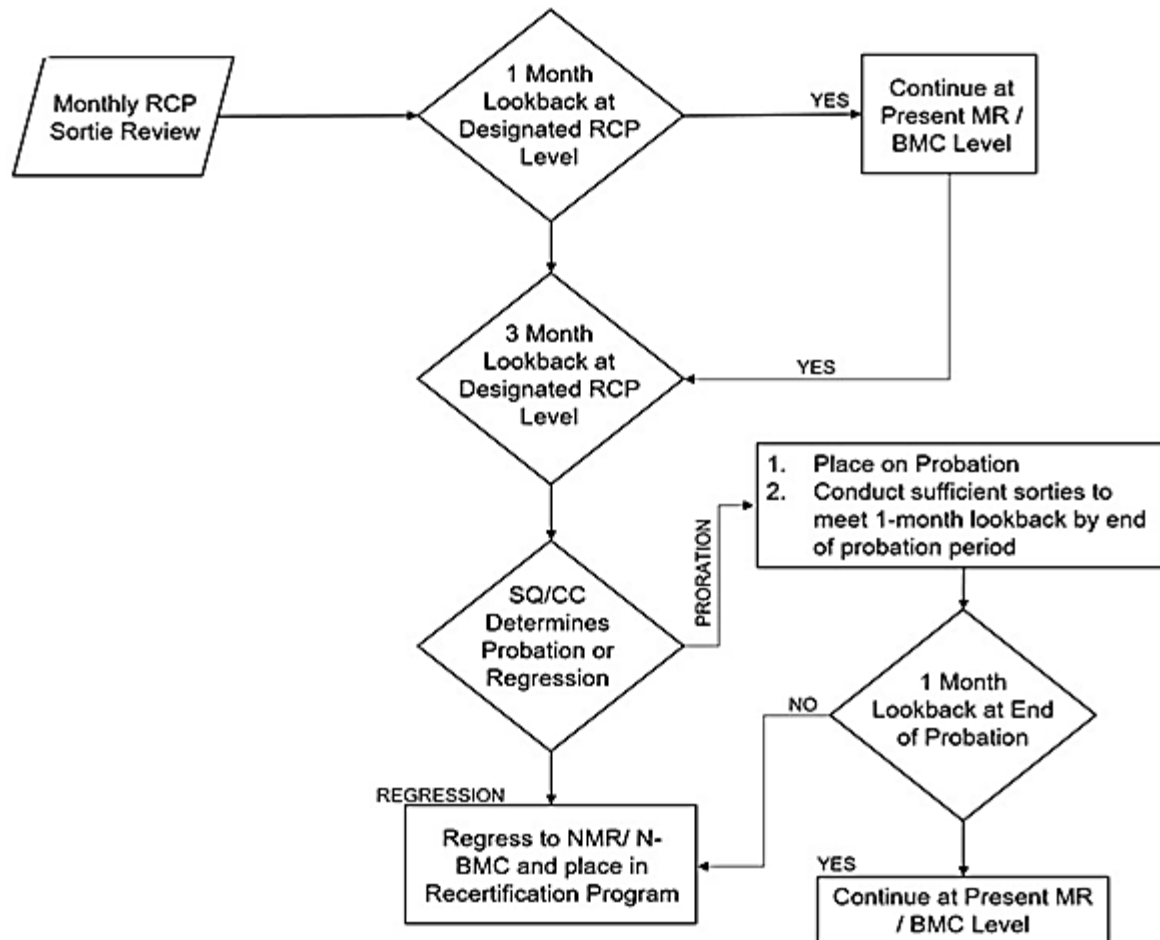 1 Month
Lookback at
Designated RCP
Level
Monthly RCP
Sortie Review
YES
Continue at
Present MR /
BMC Level
3 Month
Lookback at
Designated RCP
Level
YES
1. Place on Probation
2. Conduct sufficient sorties to
meet 1-month lookback by end
of probation period
PRORATION
SQ/CC
Determines
Probation or
Regression
1 Month
Lookback at End
of Probation
NO
REGRESSION
Regress to NMR/ N-
BMC and place in
Recertification Program
YES
Continue at Present MR
/ BMC Level